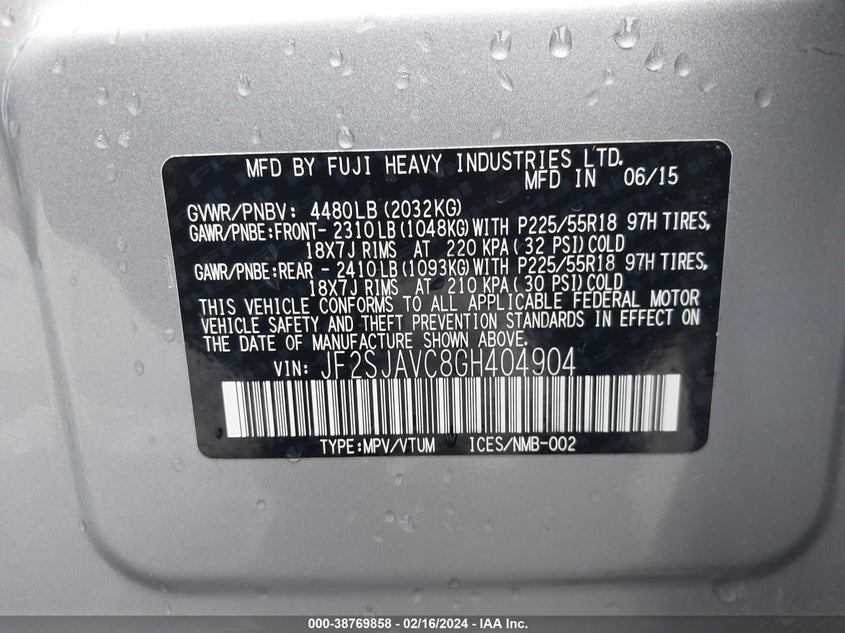 MFD BY FUJI HEAVY INDUSTRIES LTD.
MFD IN 06/15
GVWR/PNBV: 4480LB(2032KG)
GAWR/PNBE:FRONT- 2310LB(1048KG)WITH P225/55R18 97H TIRES,
18X7J RIMS AT 220 KPA(32 PSI)COLD
GAWR/PNBE:REAR - 2410LB(1093KG)WITH P225/55R18 97H TIRES,
18X7J RIMS AT 210 KPA(30 PSI)COLD
THIS VEHICLE CONFORMS TO ALL APPLICABLE FEDERAL MOTOR
VEHICLE SAFETY AND THEFT PREVENTION STANDARDS IN EFFECT ON
THE DATE OF MANUFACTURE SHOWN ABOVE.
VIN: JF2SJAVC8GH404904
TYPE:MPV/VTUM ICES/NMB-002
000-38769858 - 02/16/2024 - IAA Inc.